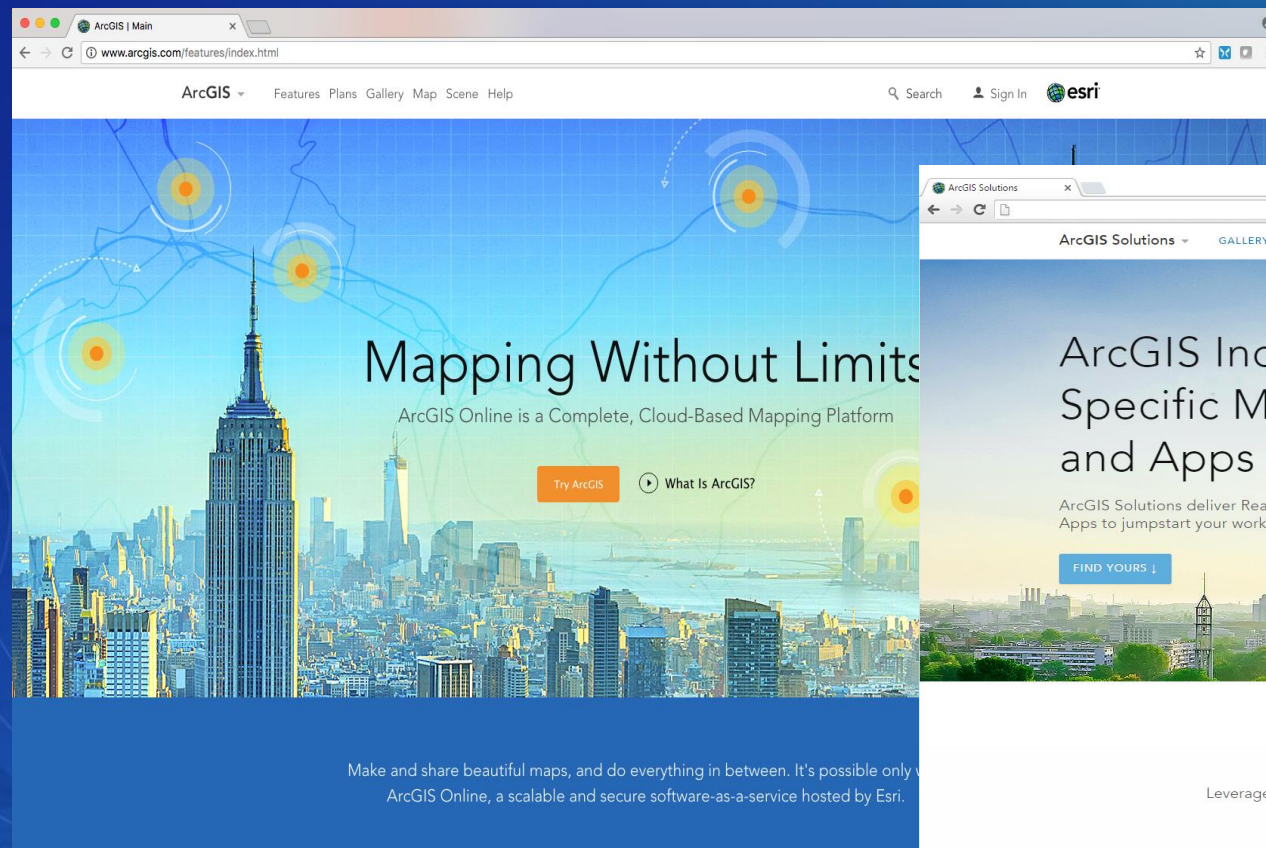 ArcGIS | Main
www.arcgis.com/features/index.html
ArcGIS Features Plans Gallery Map Scene Help Search Sign In esri
Mapping Without Limits
ArcGIS Online is a Complete, Cloud-Based Mapping Platform
Try ArcGIS What Is ArcGIS?
Make and share beautiful maps, and do everything in between. It's possible only
ArcGIS Online, a scalable and secure software-as-a-service hosted by Esri.
ArcGIS Solutions
ArcGIS Solutions GALLERY
ArcGIS
Specific
and Apps
ArcGIS Solutions deliver
Apps to jumpstart your
FIND YOURS ↓
Leverage